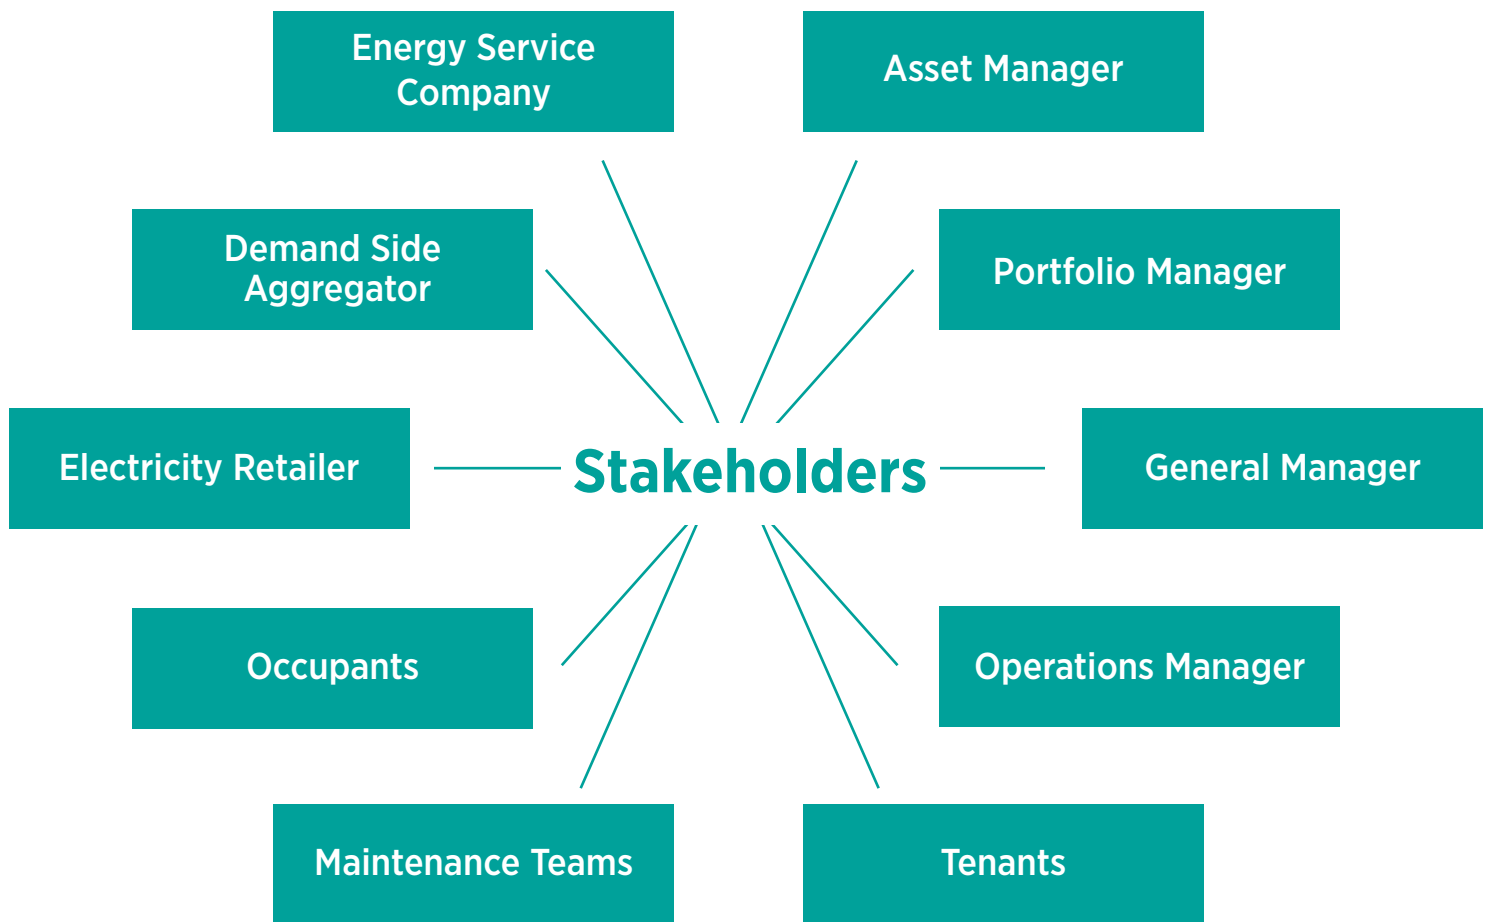 Energy Service
Company
Asset Manager
Demand Side
Aggregator
Portfolio Manager
Electricity Retailer
Stakeholders
General Manager
Occupants
Operations Manager
Maintenance Teams
Tenants